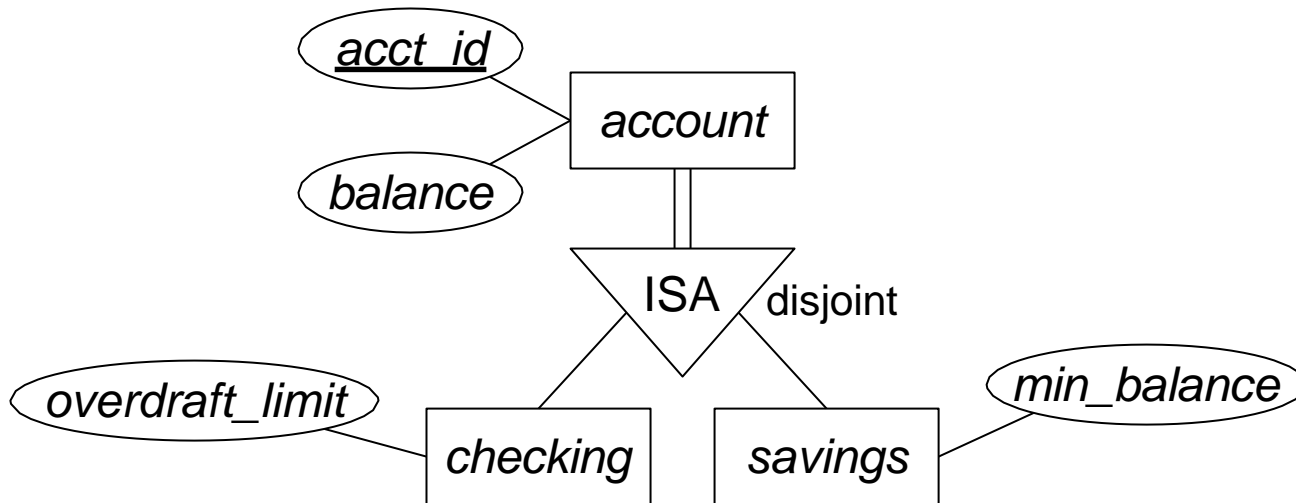 acct_id
account
balance
ISA
disjoint
overdraft_limit
min_balance
checking
savings